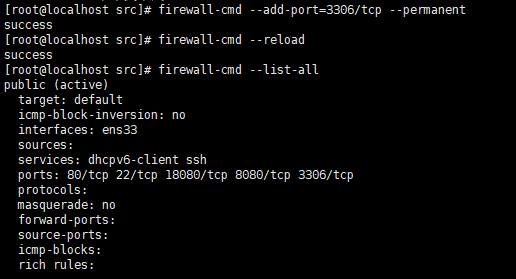 [root@localhost src]# firewall-cmd --add-port=3306/tcp --permanent
success
[root@localhost src]# firewall-cmd --reload
success
[root@localhost src]# firewall-cmd --list-all
public (active)
  target: default
  icmp-block-inversion: no
  interfaces: ens33
  sources:
  services: dhcpv6-client ssh
  ports: 80/tcp 22/tcp 18080/tcp 8080/tcp 3306/tcp
  protocols:
  masquerade: no
  forward-ports:
  source-ports:
  icmp-blocks:
  rich rules: